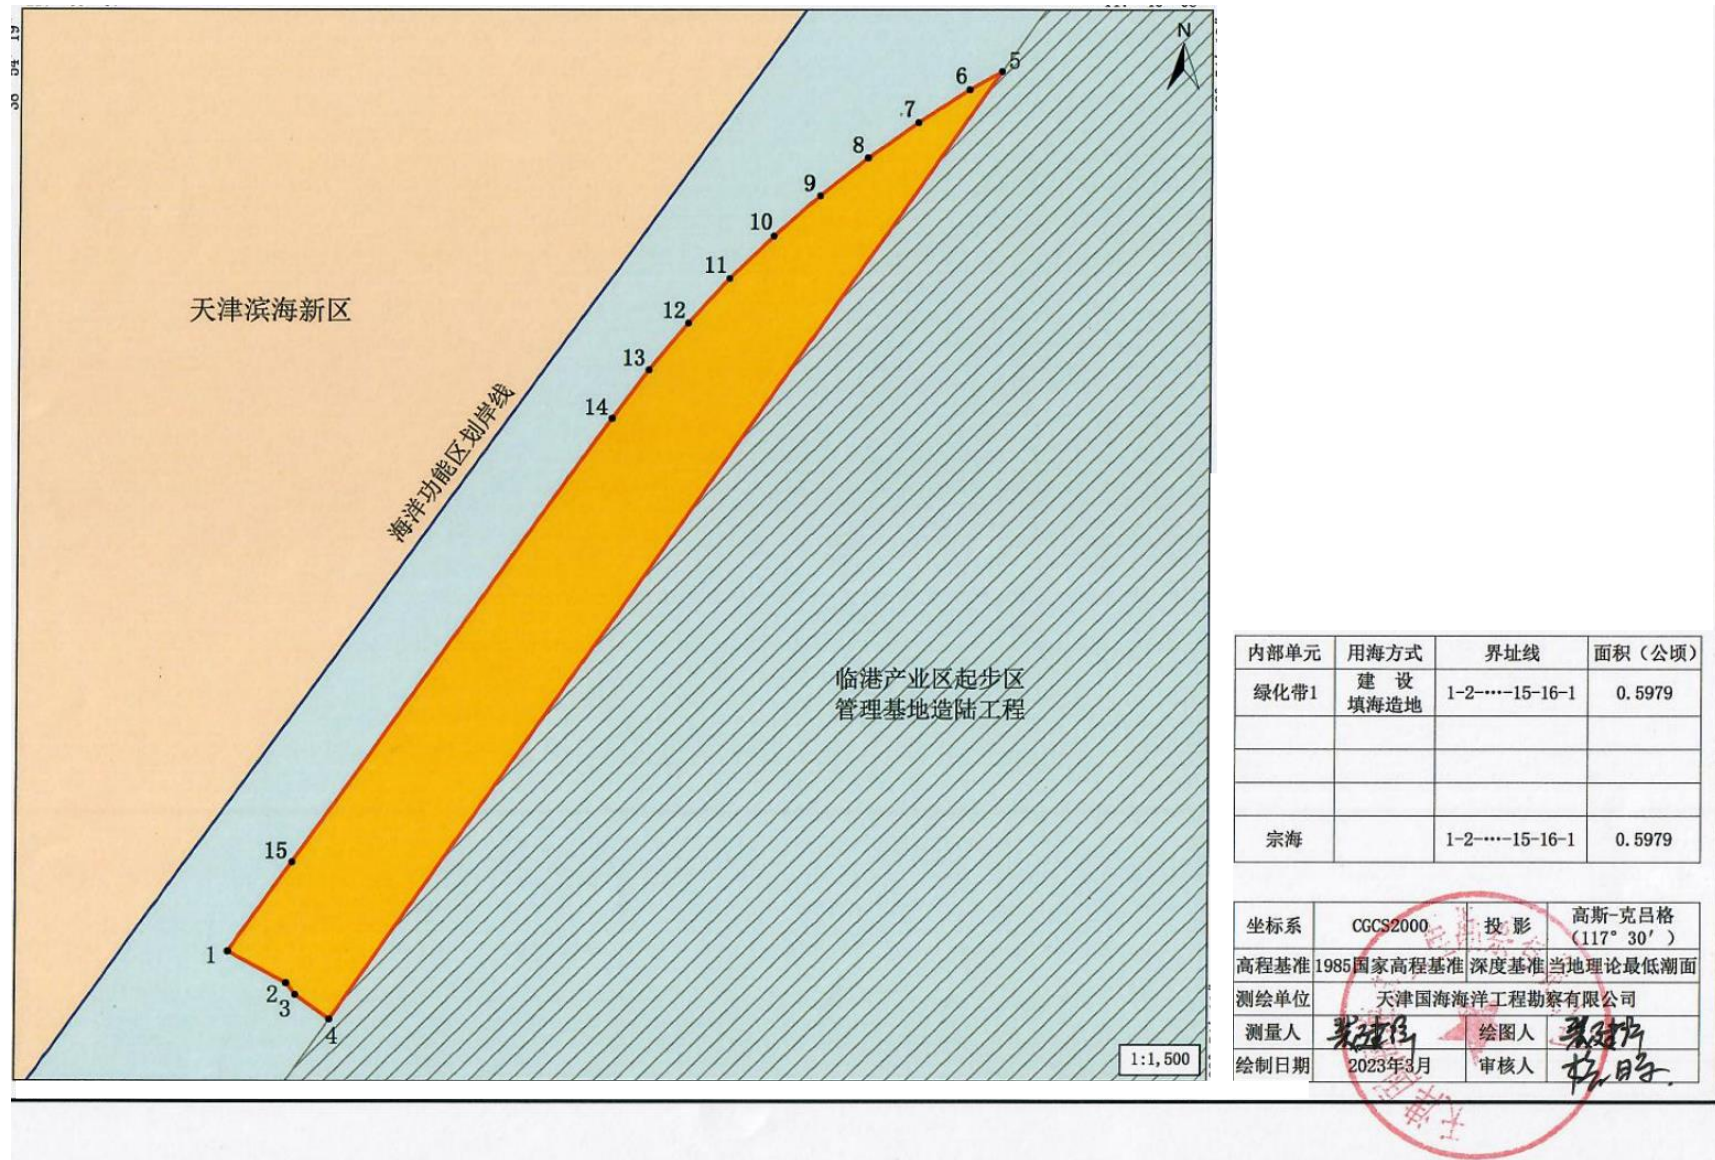 N
5
6
7
8
9
10
11
12
13
14
15
1
2
3
4
天津滨海新区
海洋功能区划岸线
临港产业区起步区
管理基地造陆工程
1:1,500
内部单元 用海方式 界址线 面积（公顷）
绿化带1 建 设 填海造地 1-2-…-15-16-1 0.5979
宗海 1-2-…-15-16-1 0.5979
坐标系 CGCS2000 投 影 高斯-克吕格 （117° 30′ ）
高程基准 1985国家高程基准 深度基准 当地理论最低潮面
测绘单位 天津国海海洋工程勘察有限公司
测量人 绘图人
绘制日期 2023年3月 审核人